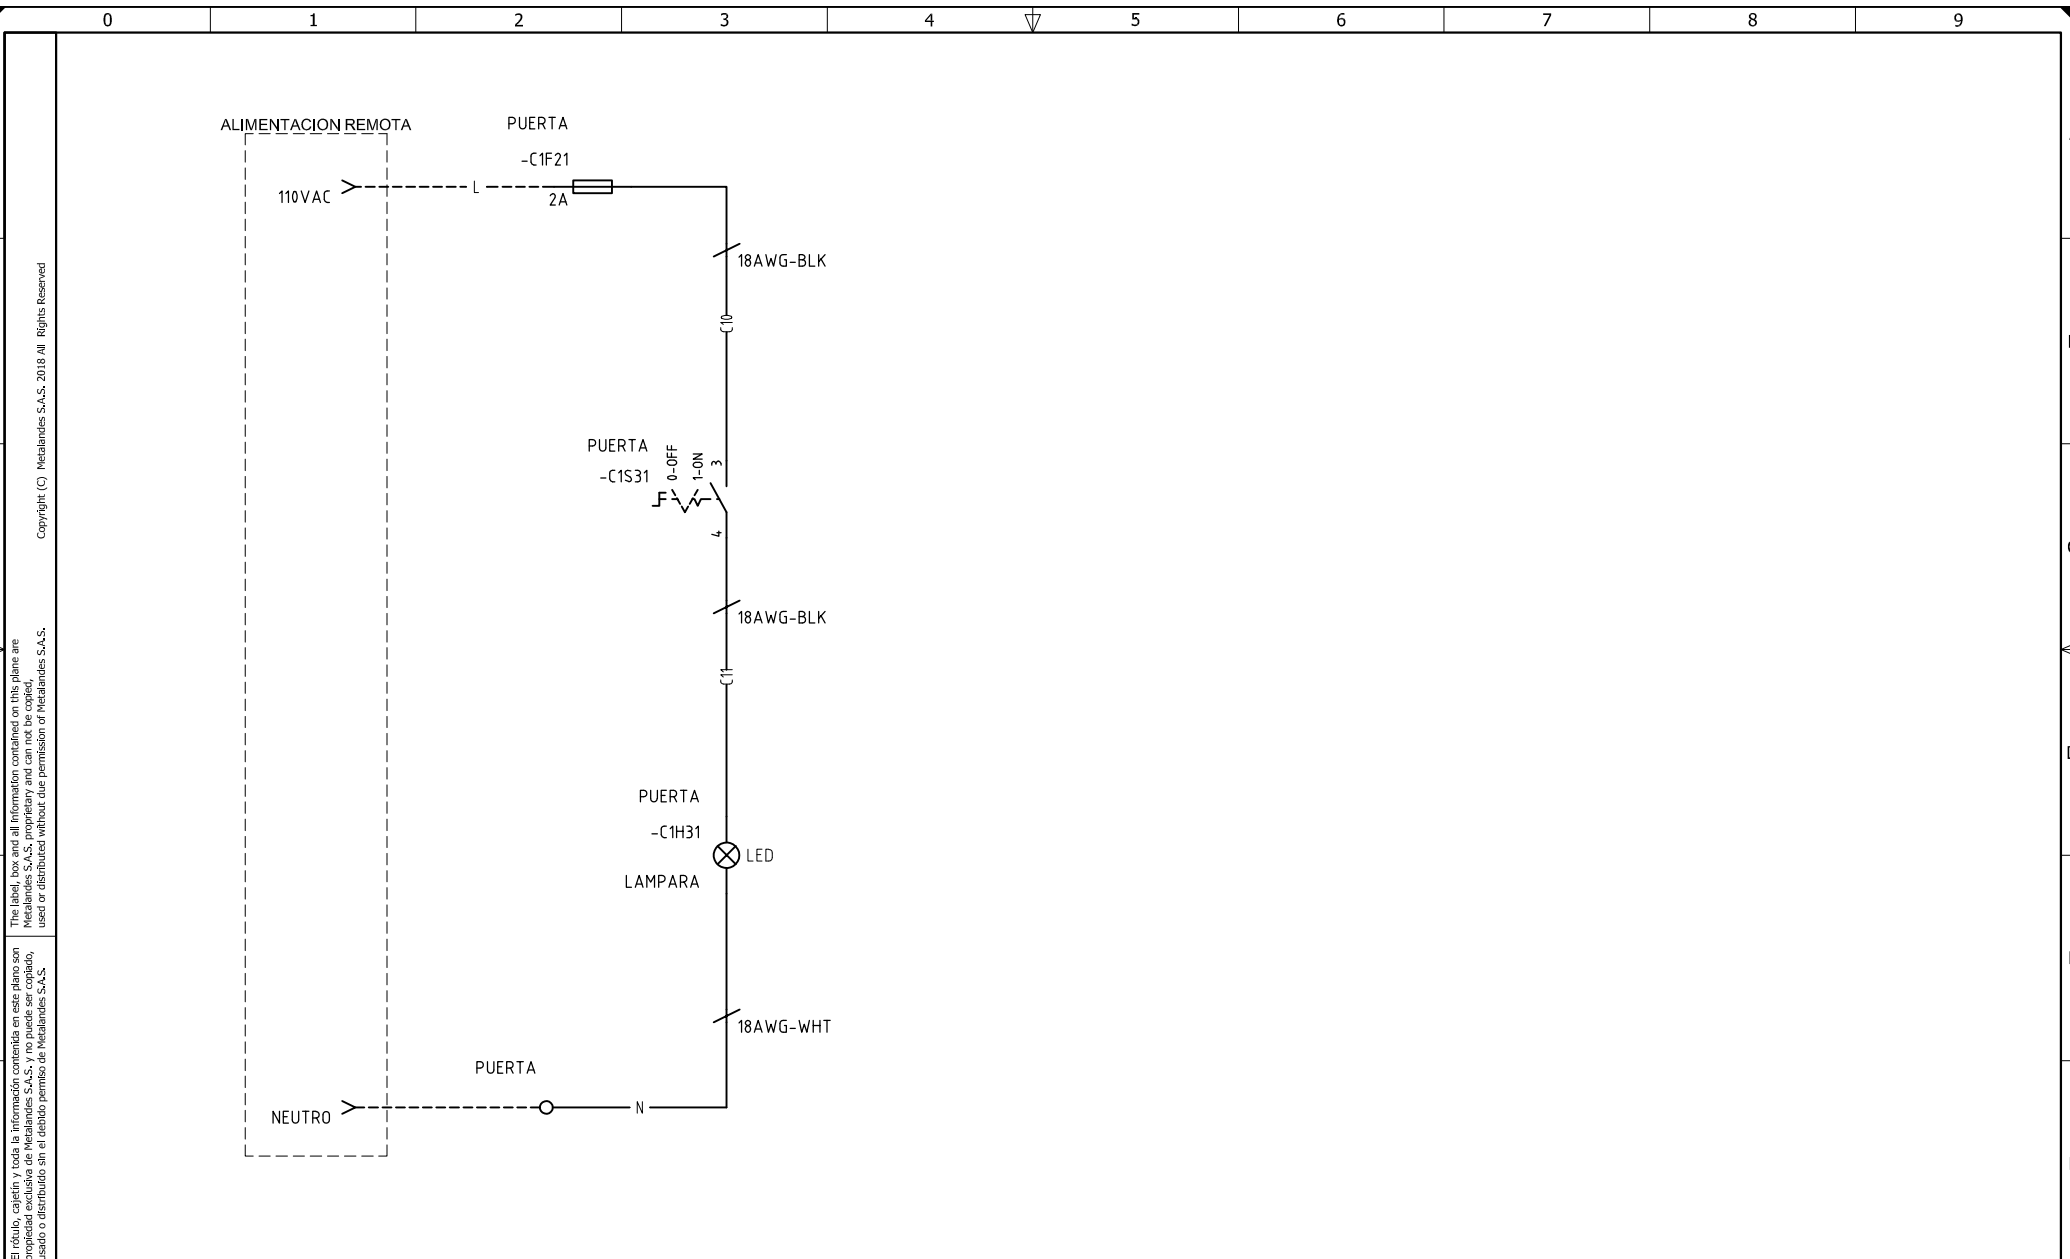 0 1 2 3 4 5 6 7 8 9
ALIMENTACION REMOTA
PUERTA
-C1F21
110VAC
L
2A
18AWG-BLK
C10
PUERTA
-C1S31
0-OFF
1-ON
3
4
18AWG-BLK
C11
PUERTA
-C1H31
LED
LAMPARA
18AWG-WHT
PUERTA
NEUTRO
N
Copyright (C) Metalandes S.A.S. 2018 All Rights Reserved
The label, box and all information contained on this plane are
Metalandes S.A.S. proprietary and can not be copied,
used or distributed without due permission of Metalandes S.A.S.
El rótulo, cajetín y toda la información contenida en este plano son
propiedad exclusiva de Metalandes S.A.S. y no puede ser copiado,
usado o distribuido sin el debido permiso de Metalandes S.A.S.